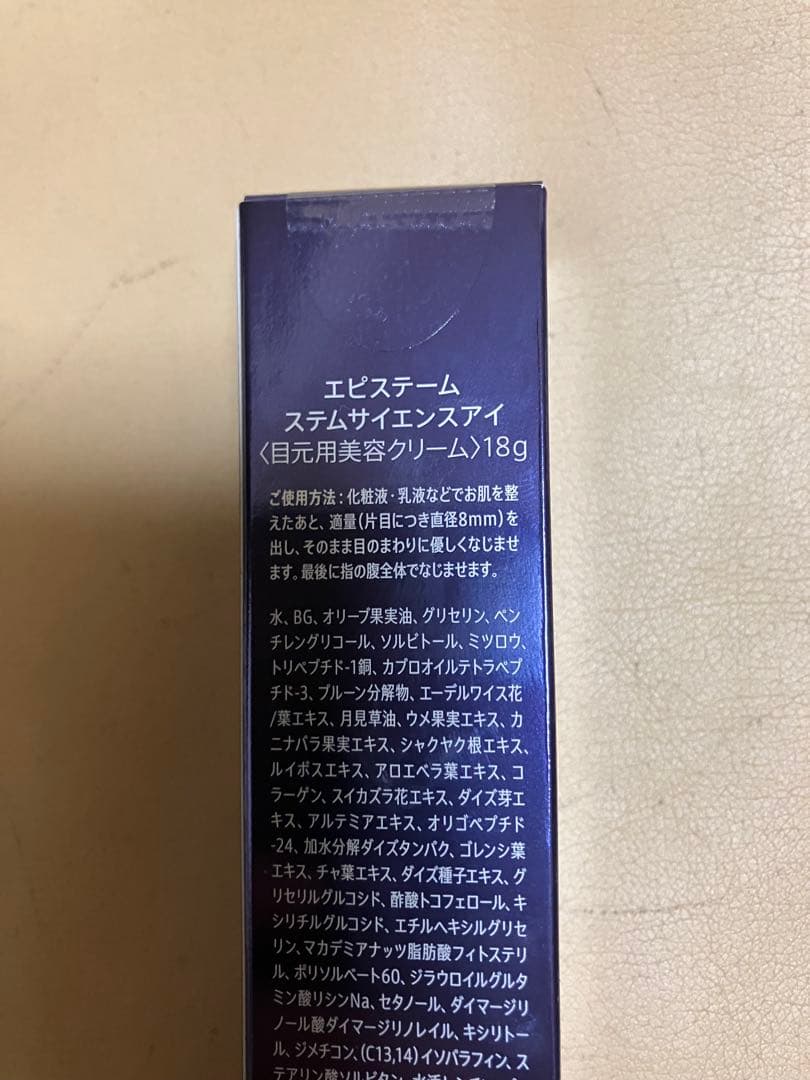 エピステーム
ステムサイエンスアイ
〈目元用美容クリーム〉18g
ご使用方法：化粧液・乳液などでお肌を整
えたあと、適量（片目につき直径8mm）を
出し、そのまま目のまわりに優しくなじませ
ます。最後に指の腹全体でなじませます。
水、BG、オリーブ果実油、グリセリン、ペン
チレングリコール、ソルビトール、ミツロウ、
トリペプチド-1銅、カプロオイルテトラペプ
チド-3、プルーン分解物、エーデルワイス花
/葉エキス、月見草油、ウメ果実エキス、カ
ニナバラ果実エキス、シャクヤク根エキス、
ルイボスエキス、アロエベラ葉エキス、コ
ラーゲン、スイカズラ花エキス、ダイズ芽エ
キス、アルテミアエキス、オリゴペプチド
-24、加水分解ダイズタンパク、ゴレンシ葉
エキス、チャ葉エキス、ダイズ種子エキス、グ
リセリルグルコシド、酢酸トコフェロール、キ
シリチルグルコシド、エチルヘキシルグリセ
リン、マカデミアナッツ脂肪酸フィトステリ
ル、ポリソルベート60、ジラウロイルグルタ
ミン酸リシンNa、セタノール、ダイマージリ
ノール酸ダイマージリノレイル、キシリトー
ル、ジメチコン、(C13,14)イソパラフィン、ス
テアリン酸ソルビタン、水添レシチン